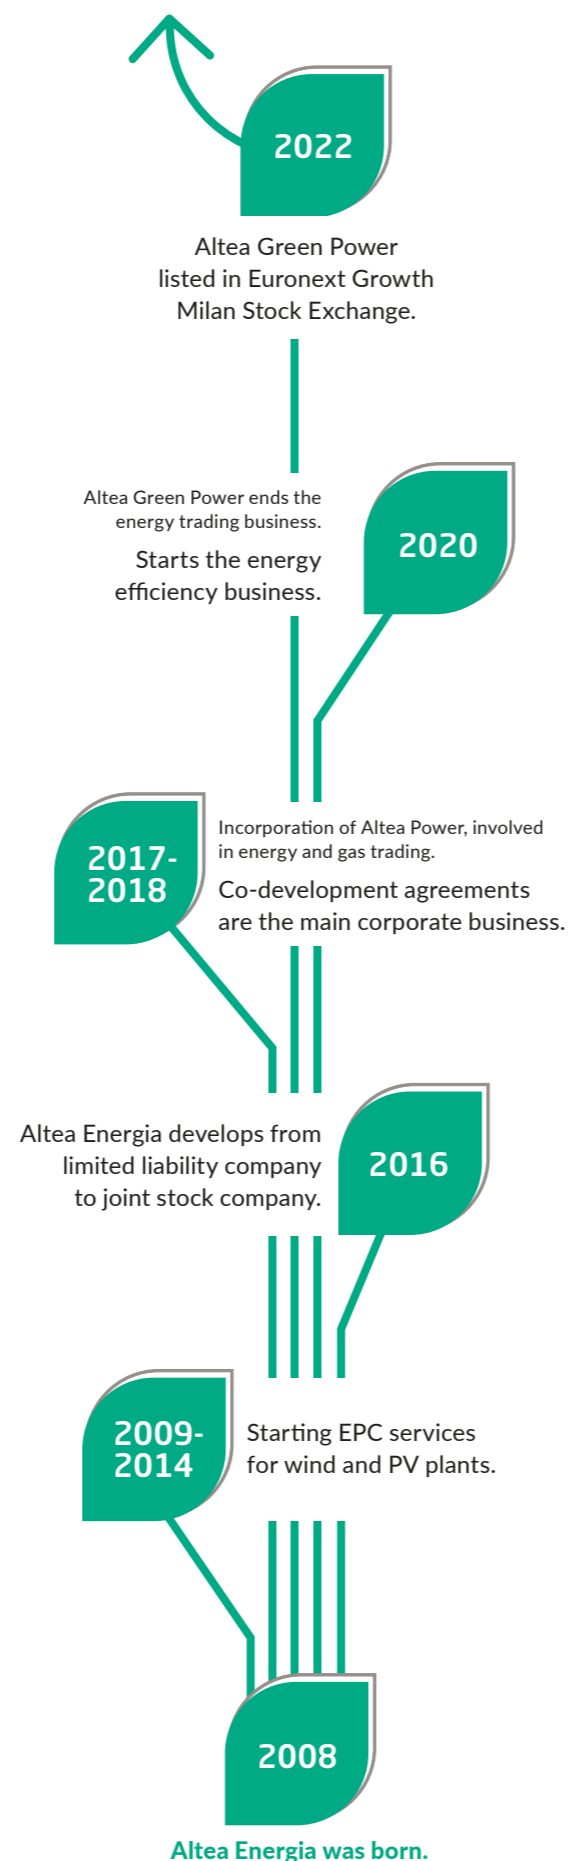 2022
Altea Green Power
listed in Euronext Growth
Milan Stock Exchange.
Altea Green Power ends the
energy trading business.
Starts the energy
efficiency business.
2020
2017-
2018
Incorporation of Altea Power, involved
in energy and gas trading.
Co-development agreements
are the main corporate business.
Altea Energia develops from
limited liability company
to joint stock company.
2016
2009-
2014
Starting EPC services
for wind and PV plants.
2008
Altea Energia was born.